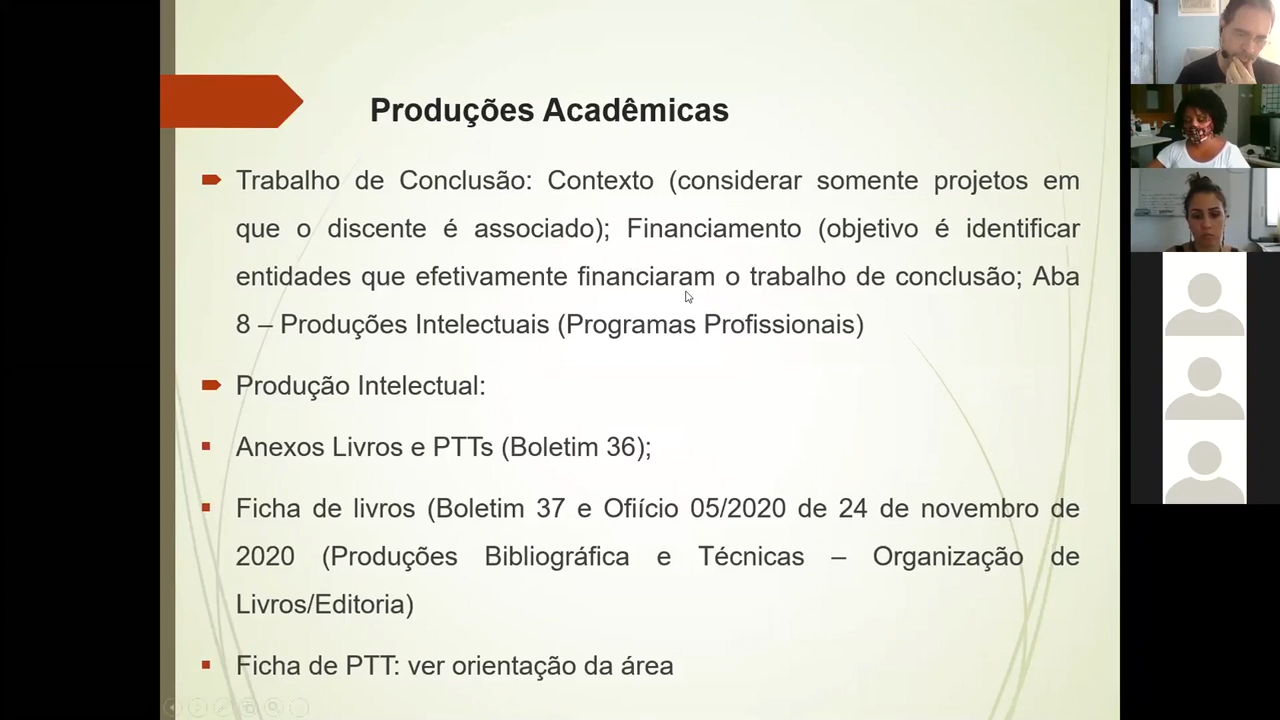 Produções Acadêmicas
Trabalho de Conclusão: Contexto (considerar somente projetos em
que o discente é associado); Financiamento (objetivo é identificar
entidades que efetivamente financiaram o trabalho de conclusão; Aba
8 – Produções Intelectuais (Programas Profissionais)
Produção Intelectual:
Anexos Livros e PTTs (Boletim 36);
Ficha de livros (Boletim 37 e Ofiício 05/2020 de 24 de novembro de
2020 (Produções Bibliográfica e Técnicas – Organização de
Livros/Editoria)
Ficha de PTT: ver orientação da área